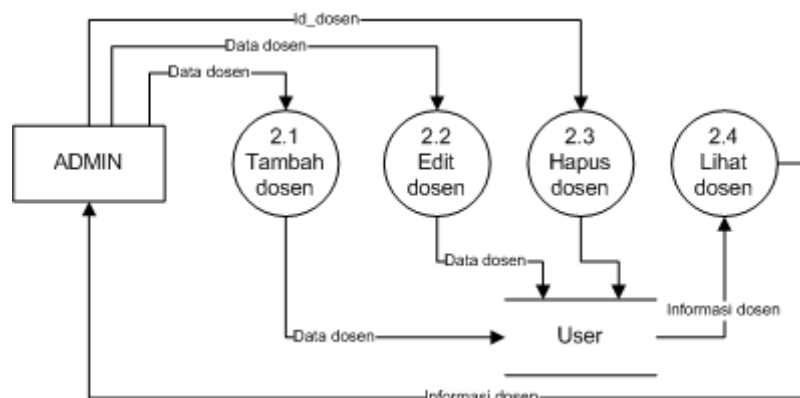 Id_dosen
Data dosen
Data dosen
ADMIN
2.1
Tambah
dosen
2.2
Edit
dosen
2.3
Hapus
dosen
2.4
Lihat
dosen
Data dosen
Informasi dosen
Data dosen
User
Informasi dosen